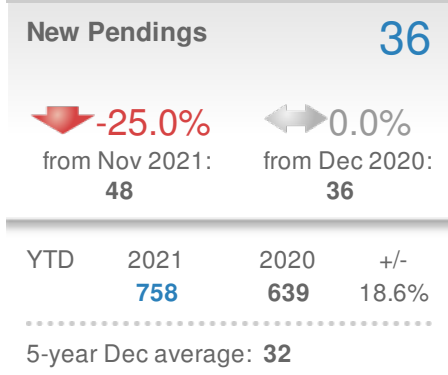 New Pendings 36
-25.0% 0.0%
from Nov 2021: from Dec 2020:
48 36
YTD 2021 2020 +/-
758 639 18.6%
5-year Dec average: 32